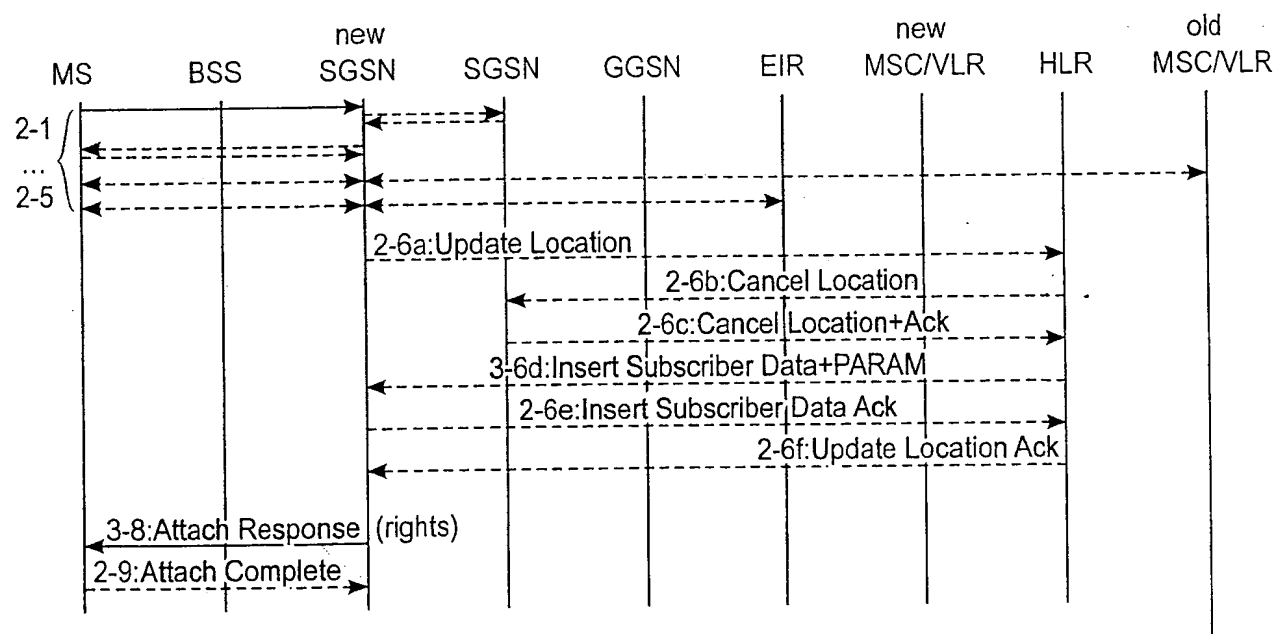 new new old
MS BSS SGSN SGSN GGSN EIR MSC/VLR HLR MSC/VLR
2-1
...
2-5
2-6a:Update Location
2-6b:Cancel Location
2-6c:Cancel Location+Ack
3-6d:Insert Subscriber Data+PARAM
2-6e:Insert Subscriber Data Ack
2-6f:Update Location Ack
3-8:Attach Response (rights)
2-9:Attach Complete